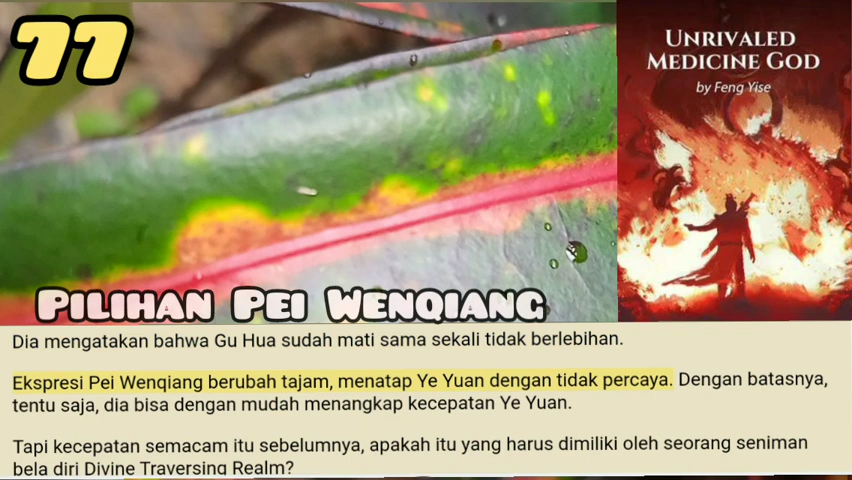 77
UNRIVALED
MEDICINE GOD
by Feng Yise
PILIHAN PEI WENQIANG
Dia mengatakan bahwa Gu Hua sudah mati sama sekali tidak berlebihan.
Ekspresi Pei Wenqiang berubah tajam, menatap Ye Yuan dengan tidak percaya. Dengan batasnya,
tentu saja, dia bisa dengan mudah menangkap kecepatan Ye Yuan.
Tapi kecepatan semacam itu sebelumnya, apakah itu yang harus dimiliki oleh seorang seniman
bela diri Divine Traversing Realm?